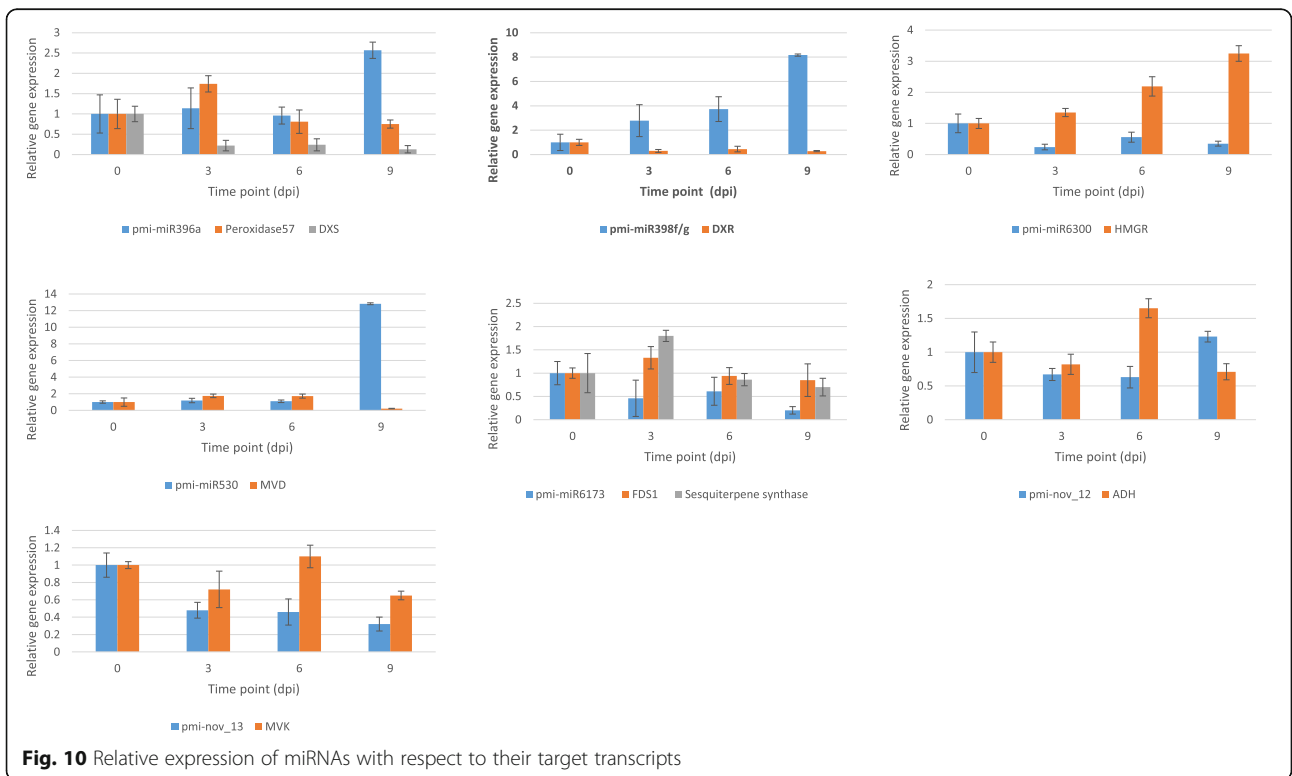 Relative gene expression
3
2.5
2
1.5
1
0.5
0
0 3 6 9
Time point (dpi)
pmi-miR396a Peroxidase57 DXS
Relative gene expression
10
8
6
4
2
0
0 3 6 9
Time point (dpi)
pmi-miR398f/g DXR
Relative gene expression
4
3
2
1
0
0 3 6 9
Time point (dpi)
pmi-miR6300 HMGR
Relative gene expression
14
12
10
8
6
4
2
0
0 3 6 9
Time point (dpi)
pmi-miR530 MVD
Relative gene expression
2.5
2
1.5
1
0.5
0
0 3 6 9
Time point (dpi)
pmi-miR6173 FDS1 Sesquiterpene synthase
Relative gene expression
2
1.5
1
0.5
0
0 3 6 9
Time point (dpi)
pmi-nov_12 ADH
Relative gene expression
1.4
1.2
1
0.8
0.6
0.4
0.2
0
0 3 6 9
Time point (dpi)
pmi-nov_13 MVK
Fig. 10 Relative expression of miRNAs with respect to their target transcripts